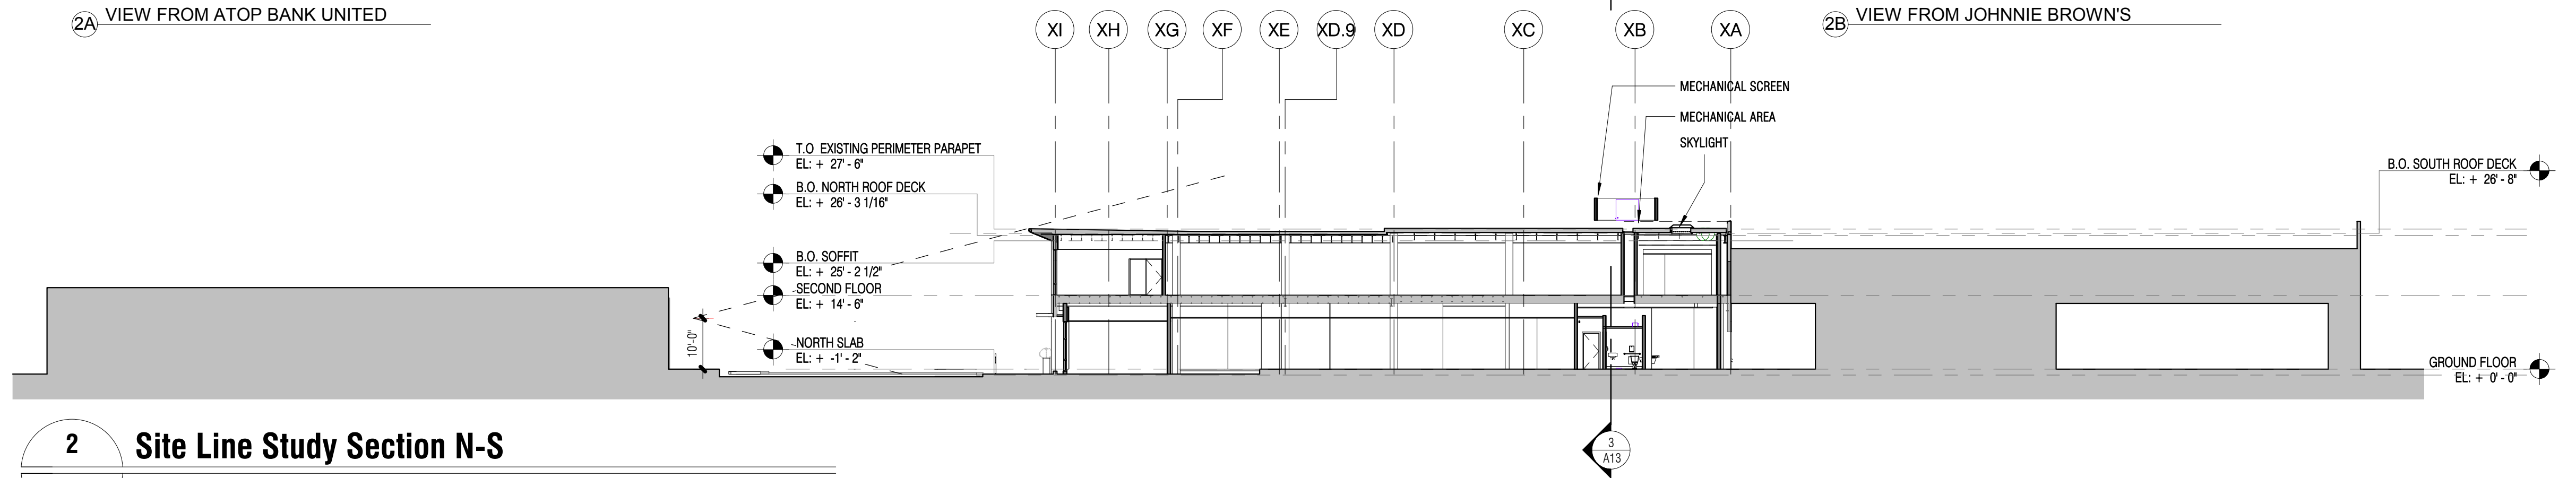 2A VIEW FROM ATOP BANK UNITED
2B VIEW FROM JOHNNIE BROWN'S
XI XH XG XF XE XD.9 XD XC XB XA
MECHANICAL SCREEN
MECHANICAL AREA
SKYLIGHT
T.O EXISTING PERIMETER PARAPET
EL: + 27' - 6"
B.O. NORTH ROOF DECK
EL: + 26' - 3 1/16"
B.O. SOFFIT
EL: + 25' - 2 1/2"
SECOND FLOOR
EL: + 14' - 6"
NORTH SLAB
EL: + -1' - 2"
10'-0"
B.O. SOUTH ROOF DECK
EL: + 26' - 8"
GROUND FLOOR
EL: + 0' - 0"
3
A13
2 Site Line Study Section N-S